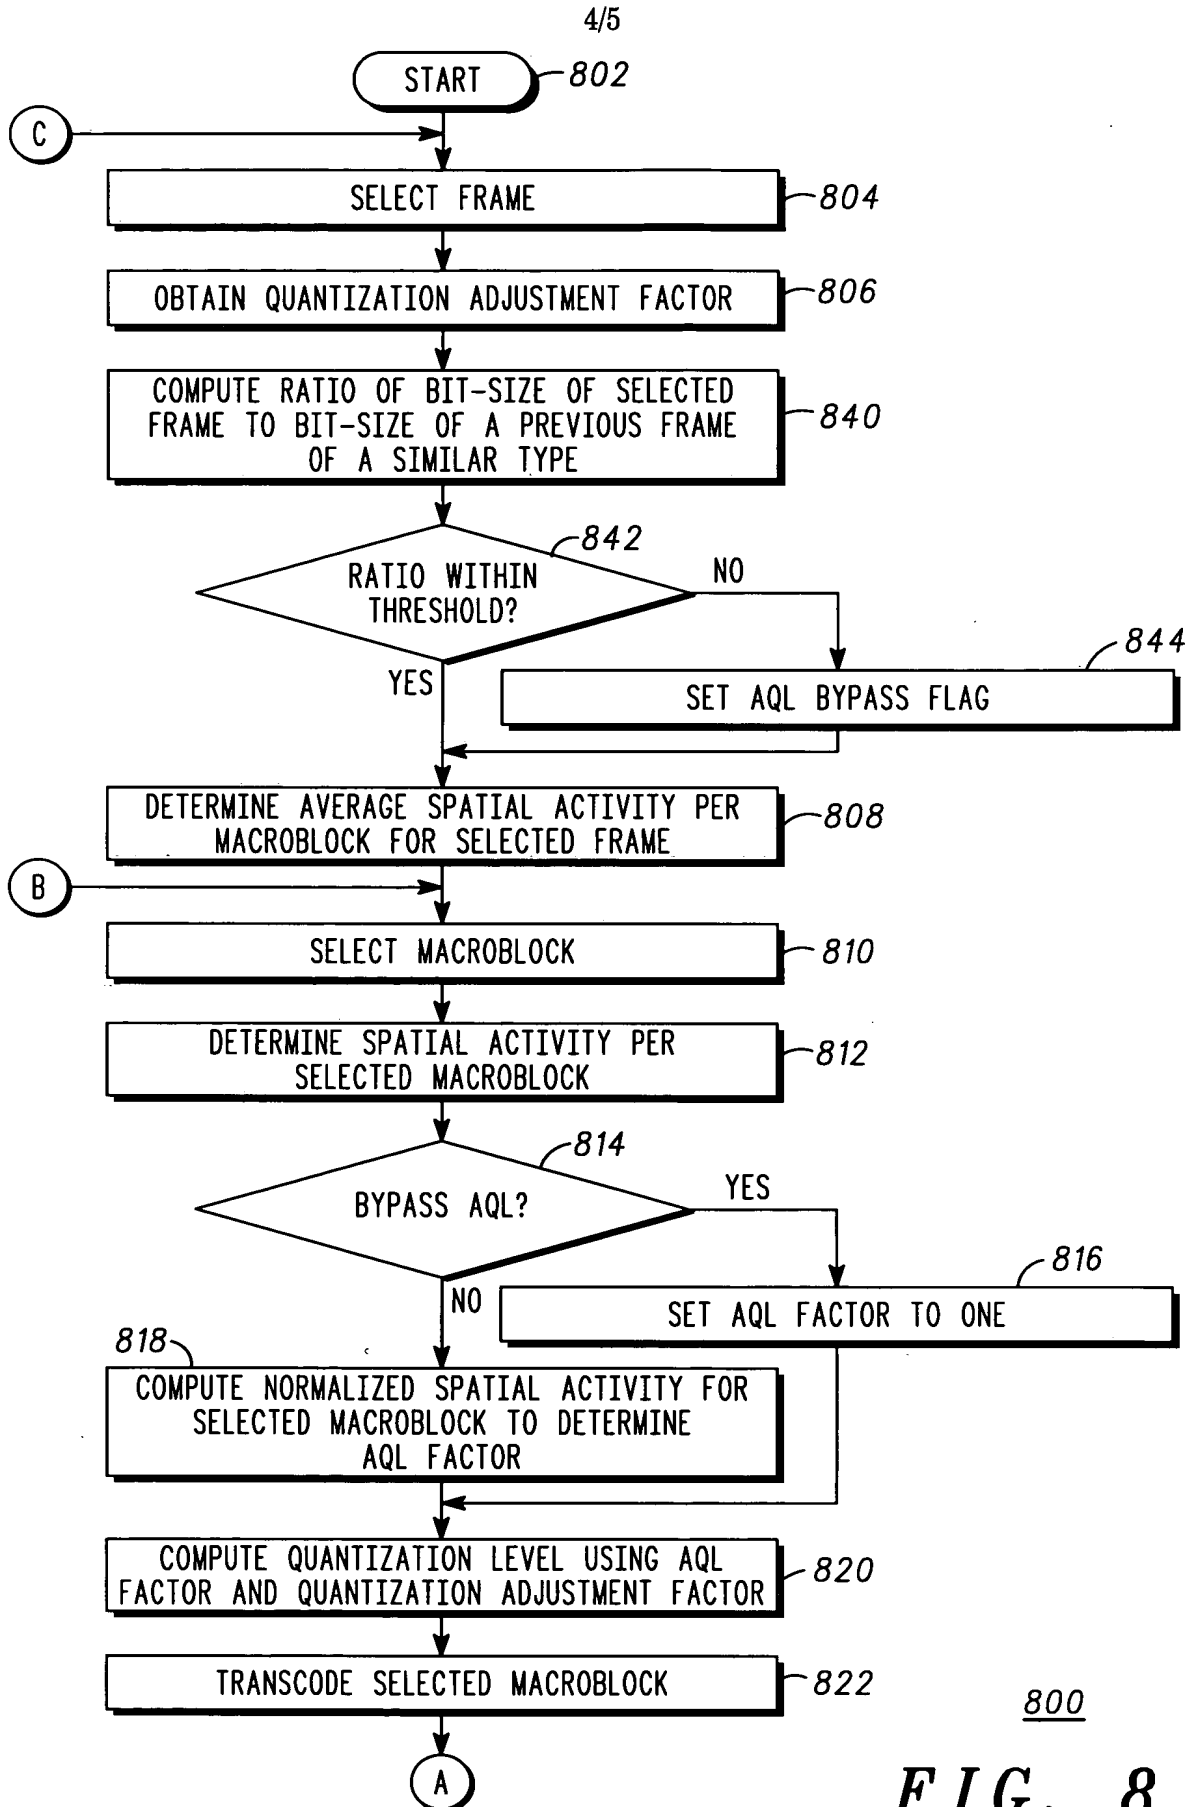 4/5
START
802
C
SELECT FRAME
804
OBTAIN QUANTIZATION ADJUSTMENT FACTOR
806
COMPUTE RATIO OF BIT-SIZE OF SELECTED
FRAME TO BIT-SIZE OF A PREVIOUS FRAME
OF A SIMILAR TYPE
840
842
RATIO WITHIN
THRESHOLD?
NO
YES
844
SET AQL BYPASS FLAG
DETERMINE AVERAGE SPATIAL ACTIVITY PER
MACROBLOCK FOR SELECTED FRAME
808
B
SELECT MACROBLOCK
810
DETERMINE SPATIAL ACTIVITY PER
SELECTED MACROBLOCK
812
814
BYPASS AQL?
YES
NO
816
SET AQL FACTOR TO ONE
818
COMPUTE NORMALIZED SPATIAL ACTIVITY FOR
SELECTED MACROBLOCK TO DETERMINE
AQL FACTOR
COMPUTE QUANTIZATION LEVEL USING AQL
FACTOR AND QUANTIZATION ADJUSTMENT FACTOR
820
TRANSCODE SELECTED MACROBLOCK
822
800
A
FIG. 8